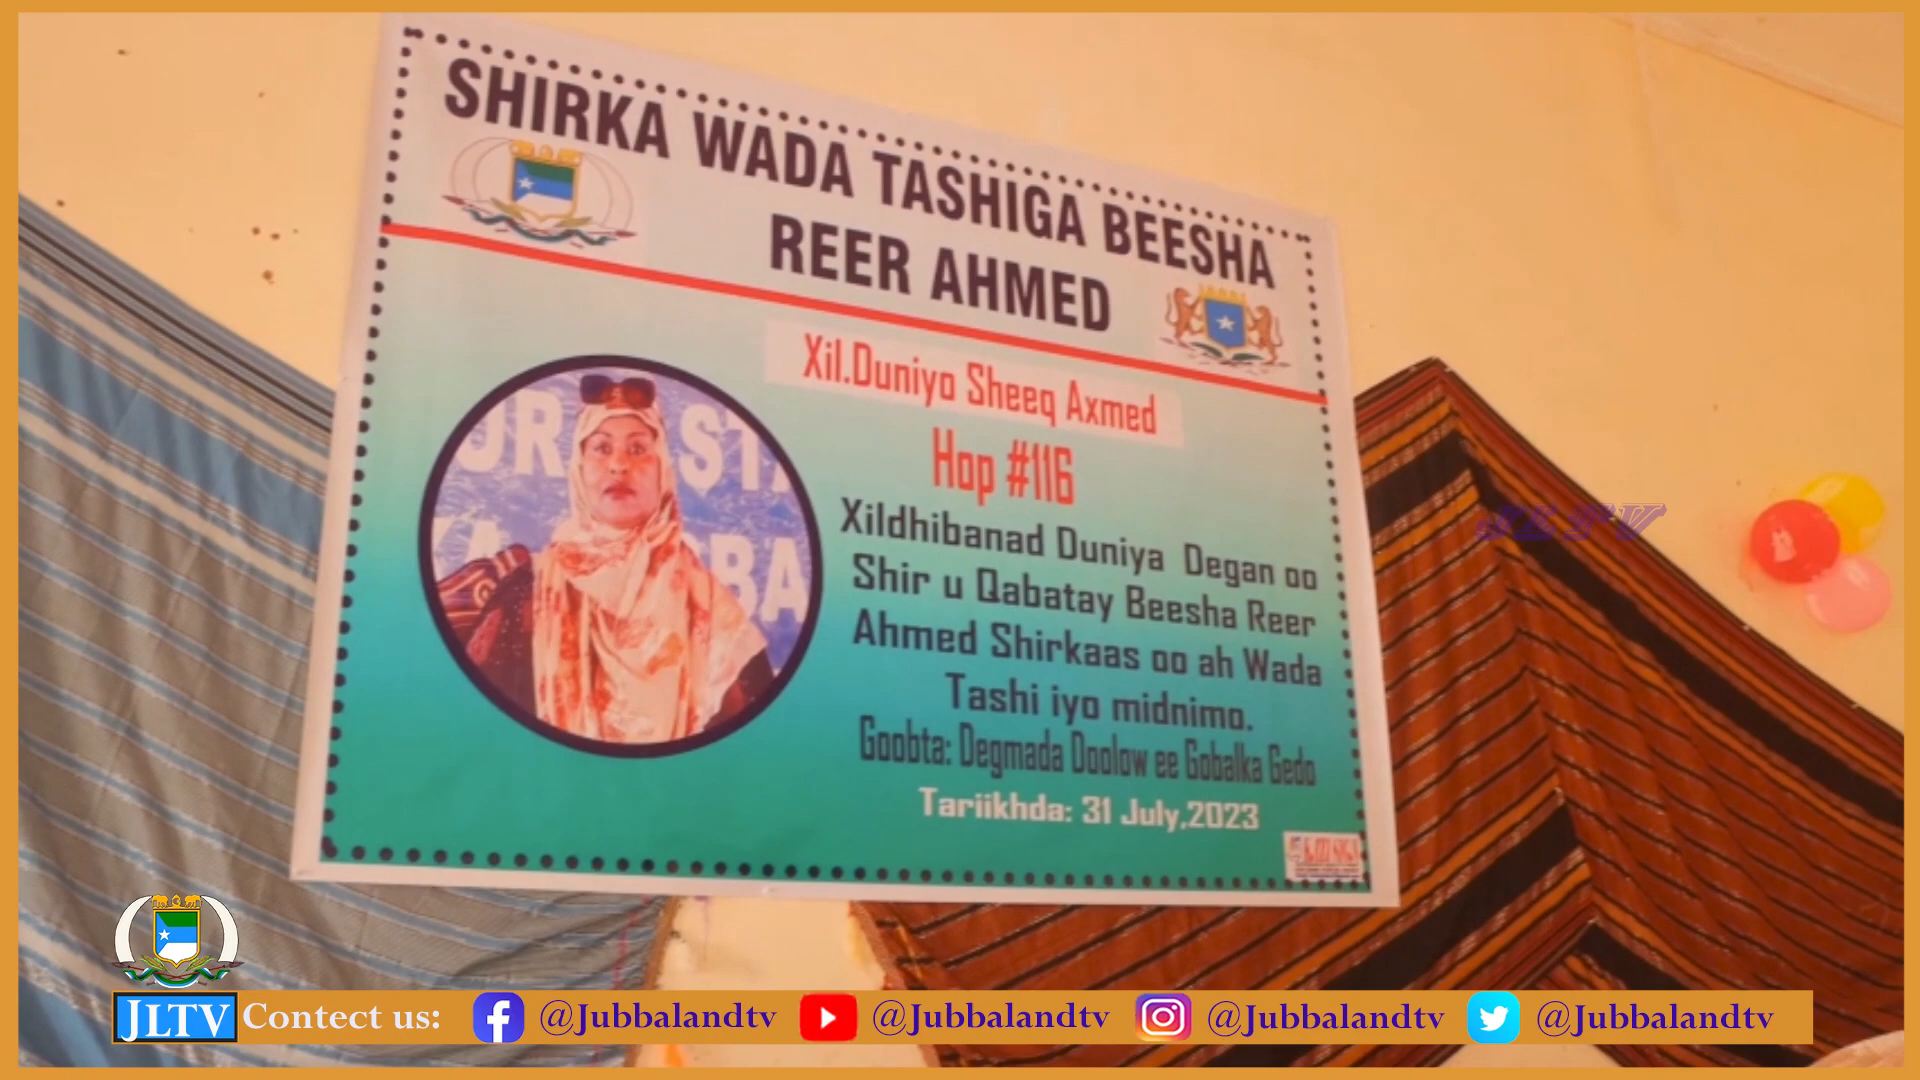 SHIRKA WADA TASHIGA BEESHA
REER AHMED
Xil.Duniyo Sheeq Axmed
Hop #116
Xildhibanad Duniya Degan oo
Shir u Qabatay Beesha Reer
Ahmed Shirkaas oo ah Wada
Tashi iyo midnimo.
Goobta: Degmada Doolow ee Gobalka Gedo
Tariikhda: 31 July,2023
JLTV
JLTV Contect us: @Jubbalandtv @Jubbalandtv @Jubbalandtv @Jubbalandtv